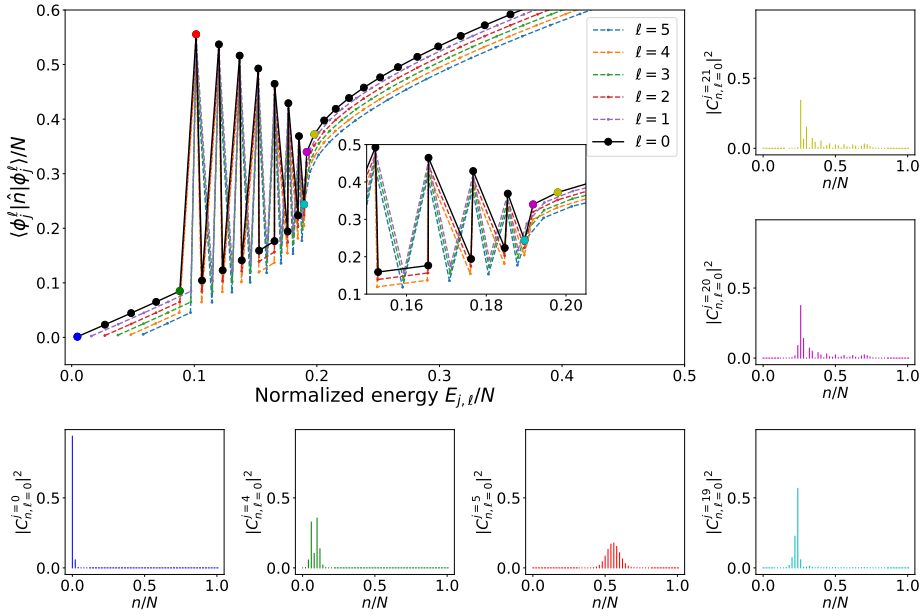 0.6
0.5
0.4
0.3
0.2
0.1
0.0
⟨ϕ_j^ℓ|n̂|ϕ_j^ℓ⟩/N
0.0 0.1 0.2 0.3 0.4 0.5
Normalized energy E_{j,ℓ}/N
ℓ = 5
ℓ = 4
ℓ = 3
ℓ = 2
ℓ = 1
ℓ = 0
0.5
0.4
0.3
0.2
0.1
0.16 0.18 0.20
|C_{n,ℓ=0}^{j=21}|²
0.5
0.0
0.0 0.5 1.0
n/N
|C_{n,ℓ=0}^{j=20}|²
0.5
0.0
0.0 0.5 1.0
n/N
|C_{n,ℓ=0}^{j=0}|²
0.5
0.0
0.0 0.5 1.0
n/N
|C_{n,ℓ=0}^{j=4}|²
0.5
0.0
0.0 0.5 1.0
n/N
|C_{n,ℓ=0}^{j=5}|²
0.5
0.0
0.0 0.5 1.0
n/N
|C_{n,ℓ=0}^{j=19}|²
0.5
0.0
0.0 0.5 1.0
n/N